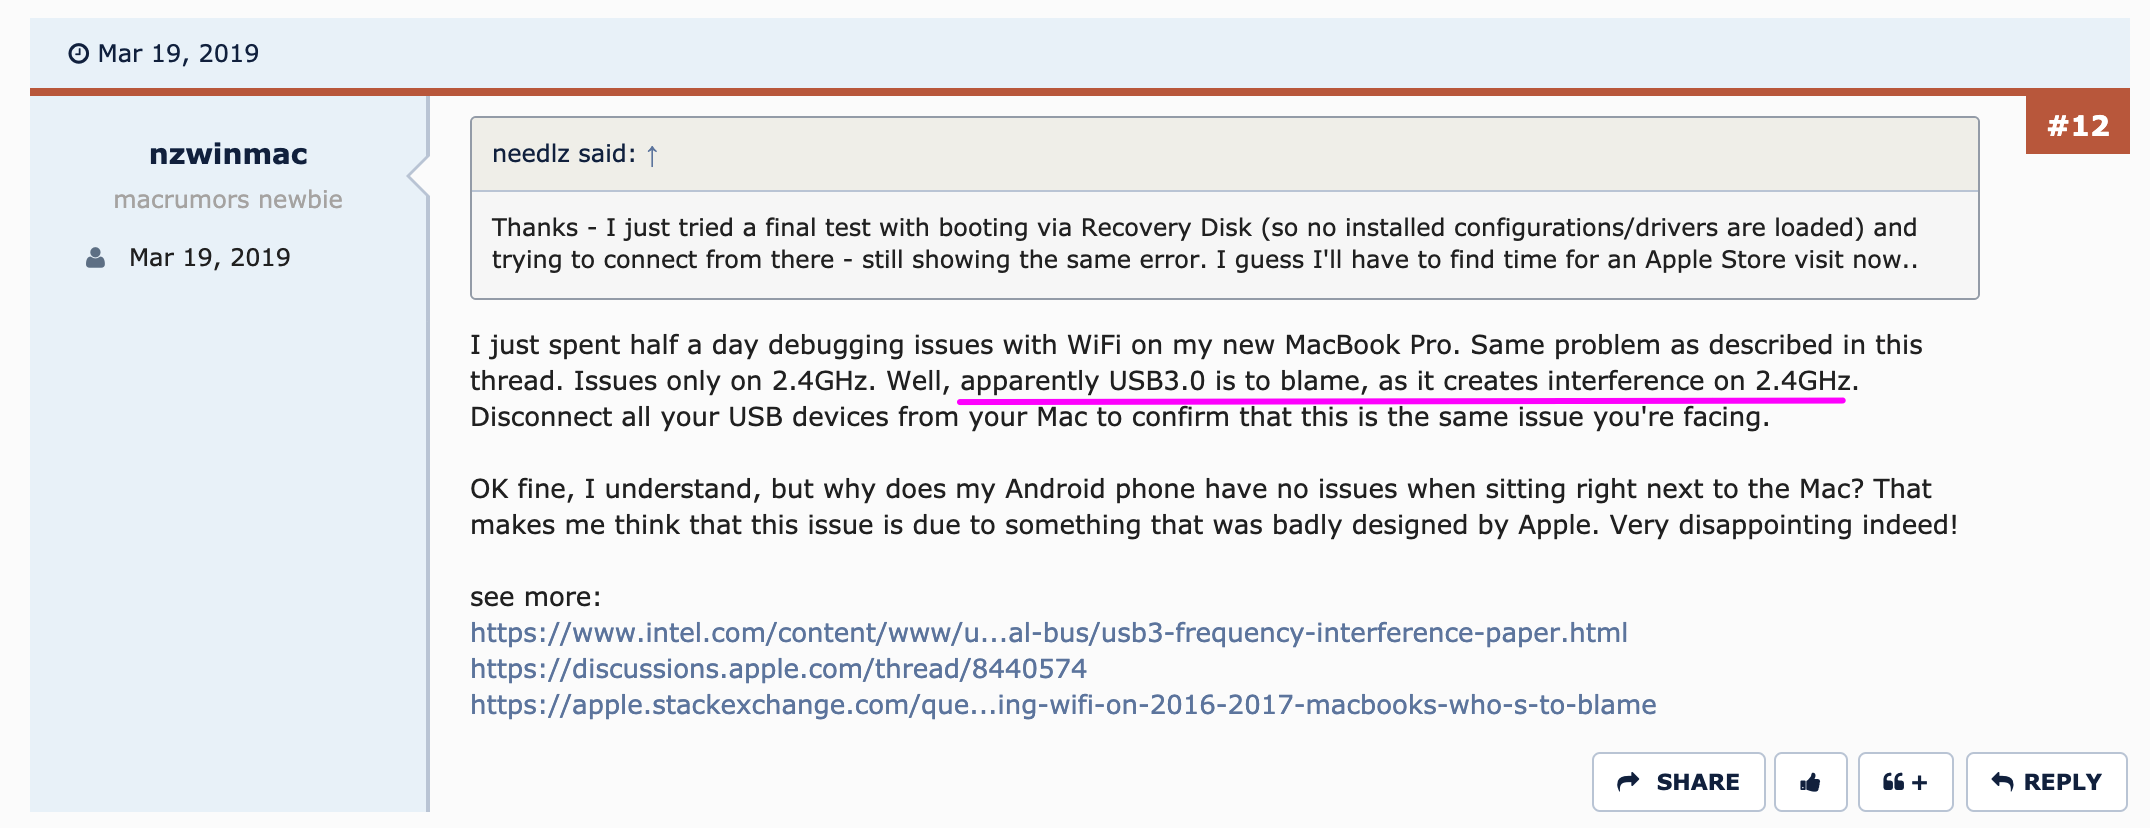 Mar 19, 2019
#12
nzwinmac
macrumors newbie
Mar 19, 2019
needlz said: ↑
Thanks - I just tried a final test with booting via Recovery Disk (so no installed configurations/drivers are loaded) and
trying to connect from there - still showing the same error. I guess I'll have to find time for an Apple Store visit now..
I just spent half a day debugging issues with WiFi on my new MacBook Pro. Same problem as described in this
thread. Issues only on 2.4GHz. Well, apparently USB3.0 is to blame, as it creates interference on 2.4GHz.
Disconnect all your USB devices from your Mac to confirm that this is the same issue you're facing.
OK fine, I understand, but why does my Android phone have no issues when sitting right next to the Mac? That
makes me think that this issue is due to something that was badly designed by Apple. Very disappointing indeed!
see more:
https://www.intel.com/content/www/u...al-bus/usb3-frequency-interference-paper.html
https://discussions.apple.com/thread/8440574
https://apple.stackexchange.com/que...ing-wifi-on-2016-2017-macbooks-who-s-to-blame
SHARE
❝ +
REPLY